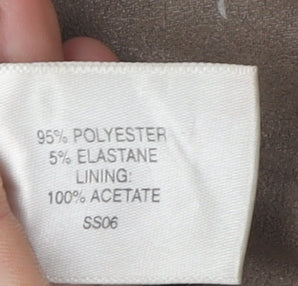 95% POLYESTER
5% ELASTANE
LINING:
100% ACETATE
SS06